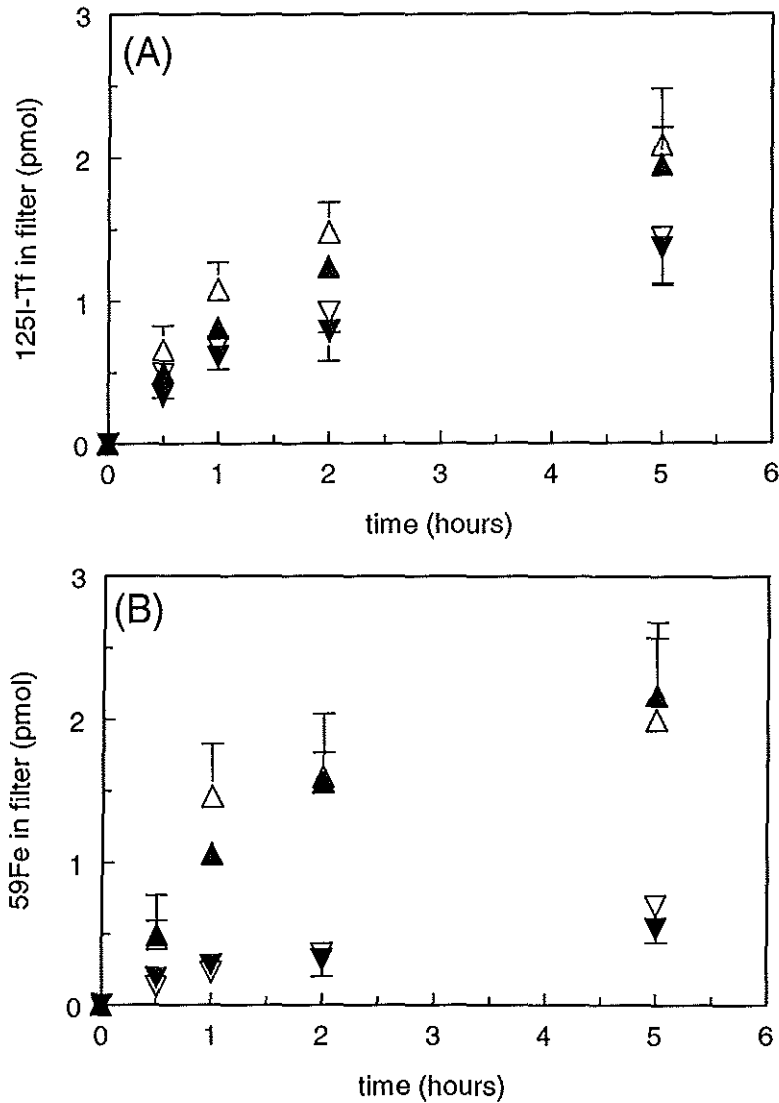 (A)
125I-Tf in filter (pmol)
3
2
1
0
0 1 2 3 4 5 6
time (hours)
(B)
59Fe in filter (pmol)
3
2
1
0
0 1 2 3 4 5 6
time (hours)